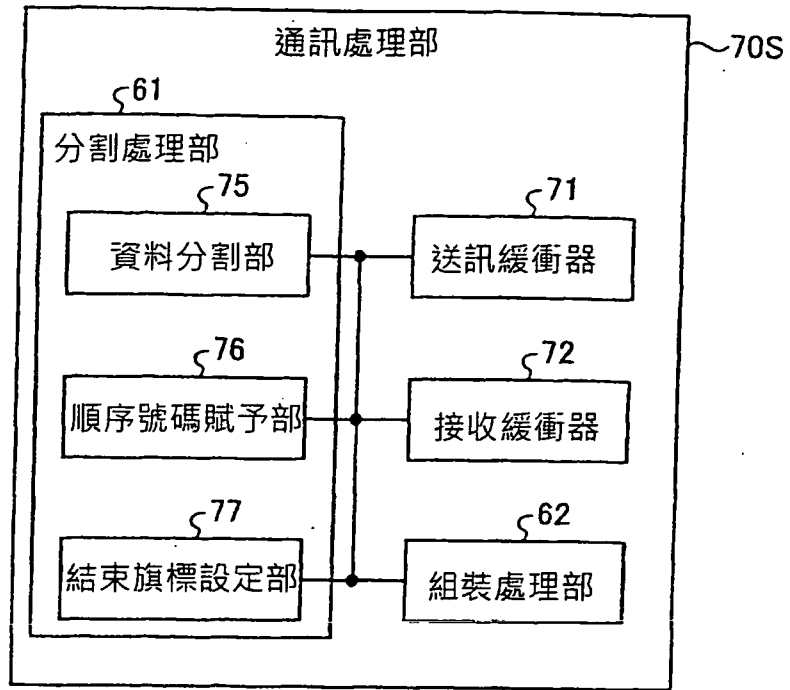 通訊處理部
70S
61
分割處理部
75
資料分割部
71
送訊緩衝器
76
順序號碼賦予部
72
接收緩衝器
77
結束旗標設定部
62
組裝處理部